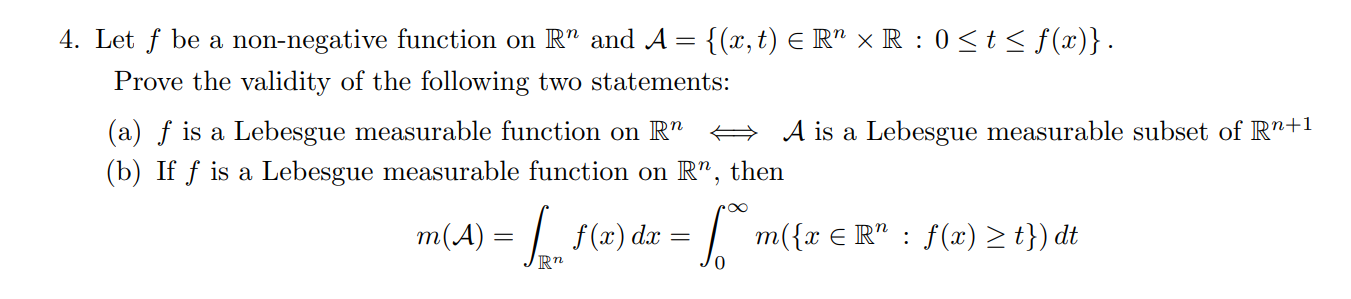 4. Let f be a non-negative function on ℝⁿ and 𝒜 = {(x, t) ∈ ℝⁿ × ℝ : 0 ≤ t ≤ f(x)} .
Prove the validity of the following two statements:
(a) f is a Lebesgue measurable function on ℝⁿ ⟺ 𝒜 is a Lebesgue measurable subset of ℝⁿ⁺¹
(b) If f is a Lebesgue measurable function on ℝⁿ, then
m(𝒜) = ∫_{ℝⁿ} f(x) dx = ∫₀^∞ m({x ∈ ℝⁿ : f(x) ≥ t}) dt